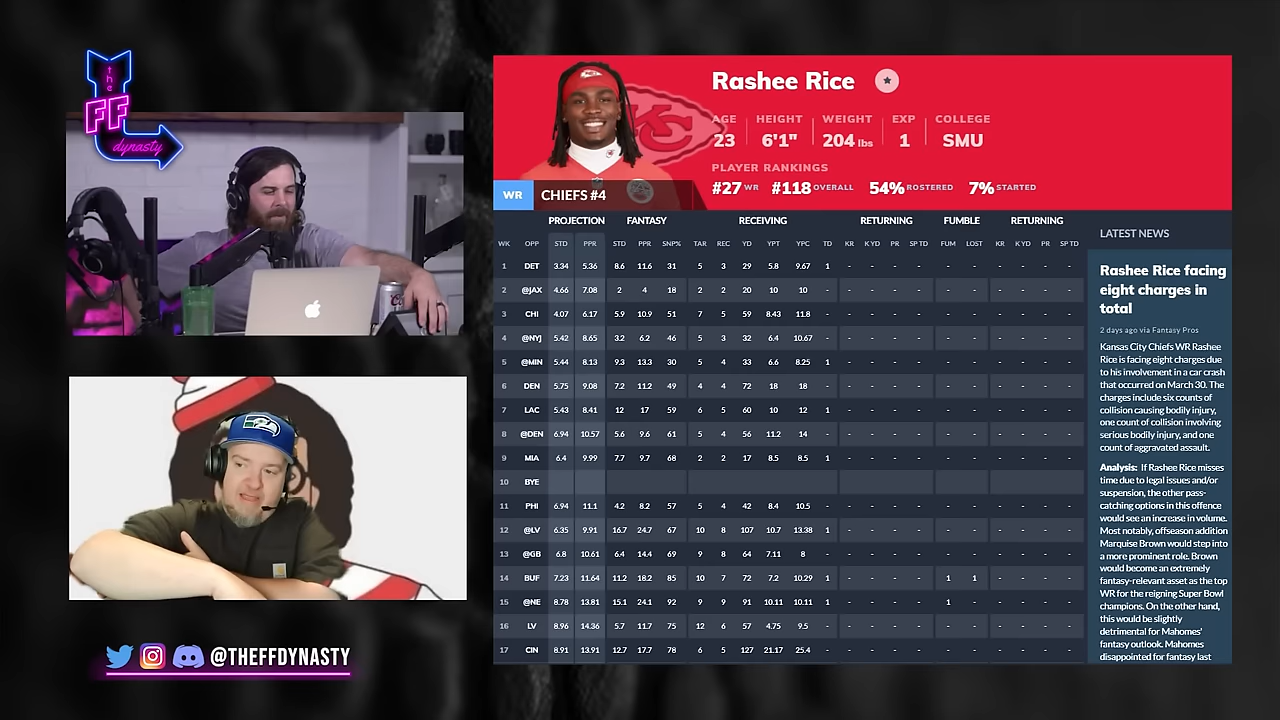 the
FF
dynasty
@THEFFDYNASTY
Rashee Rice
AGE HEIGHT WEIGHT EXP COLLEGE
23 6'1" 204 lbs 1 SMU
PLAYER RANKINGS
#27 WR #118 OVERALL 54% ROSTERED 7% STARTED
WR CHIEFS #4
PROJECTION FANTASY RECEIVING RETURNING FUMBLE RETURNING
WK OPP STD PPR STD PPR SNP% TAR REC YD YPT YPC TD KR K YD PR SP TD FUM LOST KR K YD PR SP TD
1 DET 3.34 5.36 8.6 11.6 31 5 3 29 5.8 9.67 1 - - - - - - - - - -
2 @JAX 4.66 7.08 2 4 18 2 2 20 10 10 - - - - - - - - - - -
3 CHI 4.07 6.17 5.9 10.9 51 7 5 59 8.43 11.8 - - - - - - - - - - -
4 @NYJ 5.42 8.65 3.2 6.2 46 5 3 32 6.4 10.67 - - - - - - - - - - -
5 @MIN 5.44 8.13 9.3 13.3 30 5 4 33 6.6 8.25 1 - - - - - - - - - -
6 DEN 5.75 9.08 7.2 11.2 49 4 4 72 18 18 - - - - - - - - - - -
7 LAC 5.43 8.41 12 17 59 6 5 60 10 12 1 - - - - - - - - - -
8 @DEN 6.94 10.57 5.6 9.6 61 5 4 56 11.2 14 - - - - - - - - - - -
9 MIA 6.4 9.99 7.7 9.7 68 2 2 17 8.5 8.5 1 - - - - - - - - - -
10 BYE
11 PHI 6.94 11.1 4.2 8.2 57 5 4 42 8.4 10.5 - - - - - - - - - - -
12 @LV 6.35 9.91 16.7 24.7 67 10 8 107 10.7 13.38 1 - - - - - - - - - -
13 @GB 6.8 10.61 6.4 14.4 69 9 8 64 7.11 8 - - - - - - - - - - -
14 BUF 7.23 11.64 11.2 18.2 85 10 7 72 7.2 10.29 1 - - - - 1 1 - - - -
15 @NE 8.78 13.81 15.1 24.1 92 9 9 91 10.11 10.11 1 - - - - 1 - - - - -
16 LV 8.96 14.36 5.7 11.7 75 12 6 57 4.75 9.5 - - - - - - - - - - -
17 CIN 8.91 13.91 12.7 17.7 78 6 5 127 21.17 25.4 - - - - - - - - - - -
LATEST NEWS
Rashee Rice facing
eight charges in
total
2 days ago via Fantasy Pros
Kansas City Chiefs WR Rashee
Rice is facing eight charges due
to his involvement in a car crash
that occurred on March 30. The
charges include six counts of
collision causing bodily injury,
one count of collision involving
serious bodily injury, and one
count of aggravated assault.
Analysis: If Rashee Rice misses
time due to legal issues and/or
suspension, the other pass-
catching options in this offence
would see an increase in volume.
Most notably, offseason addition
Marquise Brown would step into
a more prominent role. Brown
would become an extremely
fantasy-relevant asset as the top
WR for the reigning Super Bowl
champions. On the other hand,
this would be slightly
detrimental for Mahomes'
fantasy outlook. Mahomes
disappointed for fantasy last